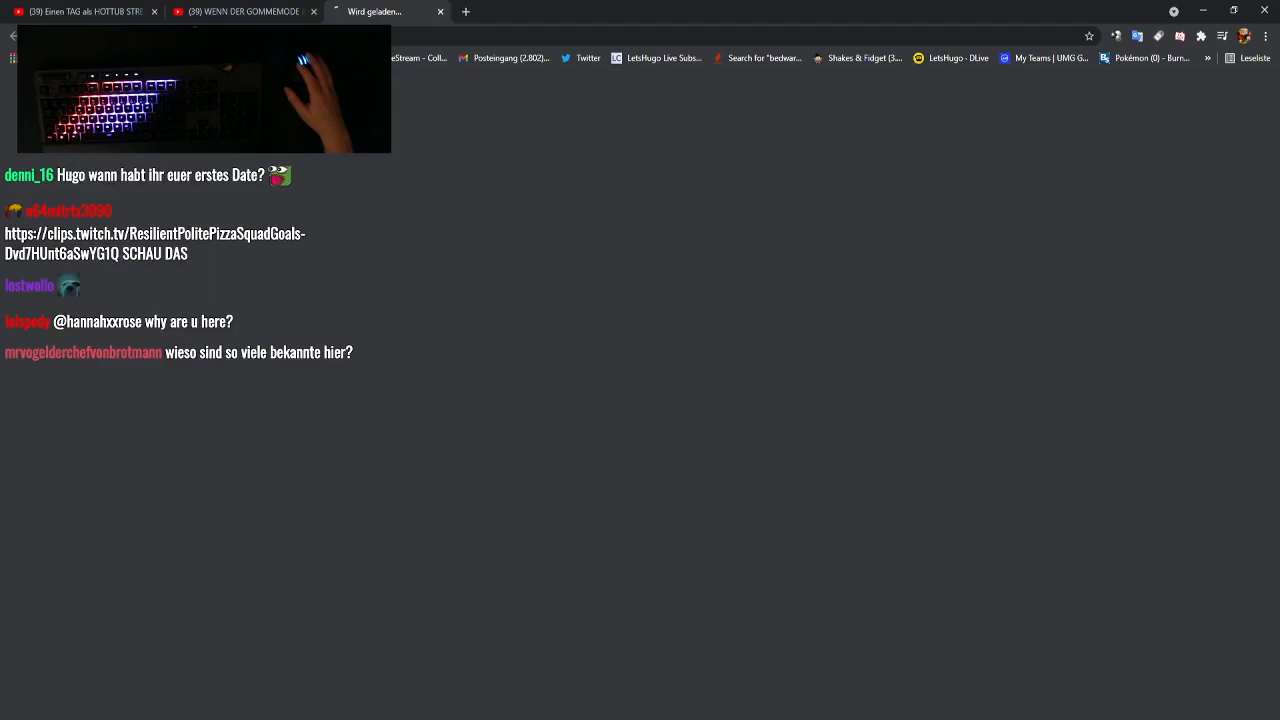 (39) Einen TAG als HOTTUB STRE
(39) WENN DER GOMMEMODE
Wird geladen...
eStream - Coll...
Posteingang (2.802)...
Twitter
LetsHugo Live Subs...
Search for "bedwar...
Shakes & Fidget (3....
LetsHugo - DLive
My Teams | UMG G...
Pokémon (0) - Burn...
»
Leseliste
denni_16 Hugo wann habt ihr euer erstes Date?
n64mitrtx3090
https://clips.twitch.tv/ResilientPolitePizzaSquadGoals-
Dvd7HUnt6aSwYG1Q SCHAU DAS
lostwollo
leispedy @hannahxxrose why are u here?
mrvogelderchefvonbrotmann wieso sind so viele bekannte hier?